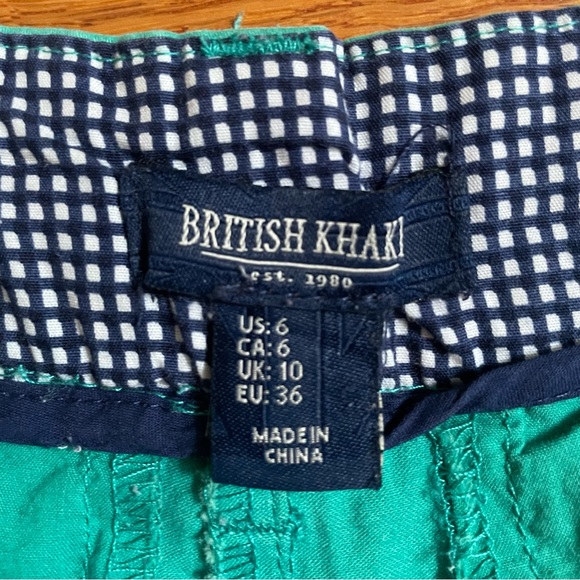 BRITISH KHAKI
est. 1980
US: 6
CA: 6
UK: 10
EU: 36
MADE IN
CHINA